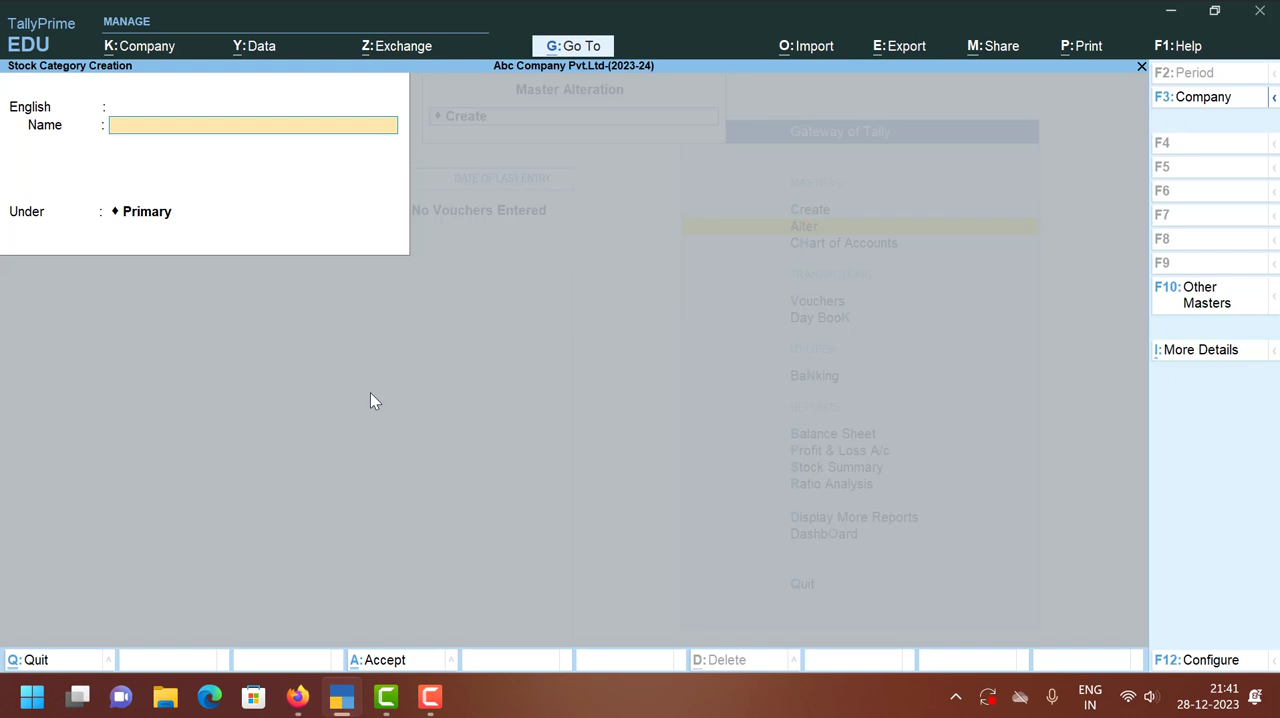 TallyPrime
EDU
MANAGE
K:Company
Y:Data
Z:Exchange
G:Go To
O:Import
E:Export
M:Share
P:Print
F1:Help
Stock Category Creation
Abc Company Pvt.Ltd-(2023-24)
English :
Name :
Under : ♦ Primary
Master Alteration
♦ Create
DATE OF LAST ENTRY
No Vouchers Entered
Gateway of Tally
MASTERS
Create
Alter
CHart of Accounts
TRANSACTIONS
Vouchers
Day BooK
UTILITIES
BaNking
REPORTS
Balance Sheet
Profit & Loss A/c
Stock Summary
Ratio Analysis
Display More Reports
DashbOard
Quit
F2:Period
F3:Company
F4
F5
F6
F7
F8
F9
F10:Other
Masters
I:More Details
Q:Quit
A:Accept
D:Delete
F12:Configure
ENG
IN
21:41
28-12-2023